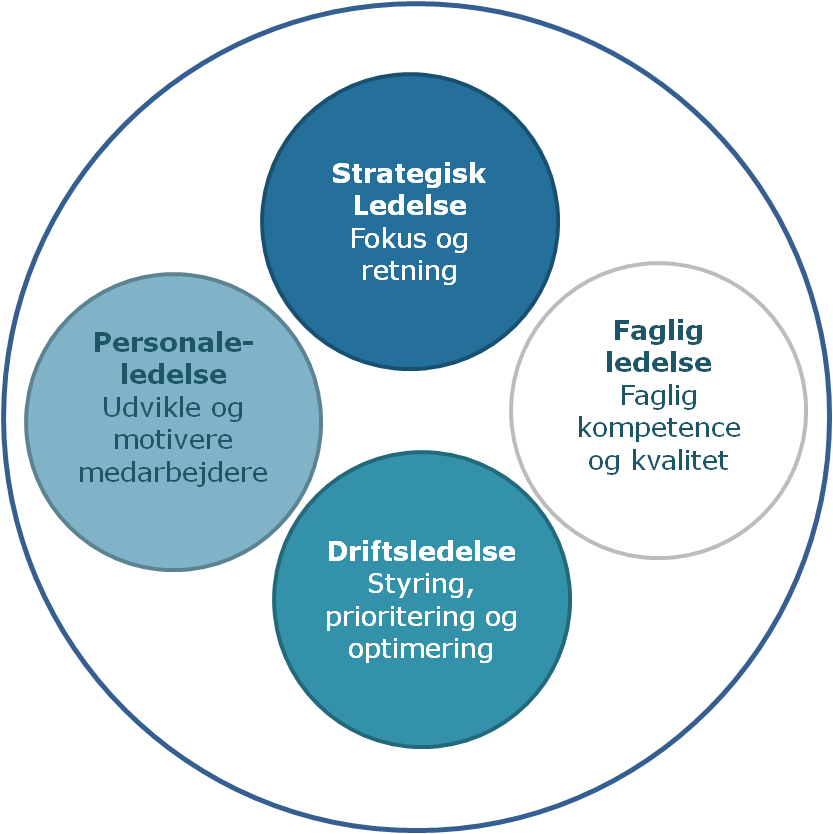 Strategisk
Ledelse
Fokus og
retning
Personale-
ledelse
Udvikle og
motivere
medarbejdere
Faglig
ledelse
Faglig
kompetence
og kvalitet
Driftsledelse
Styring,
prioritering og
optimering